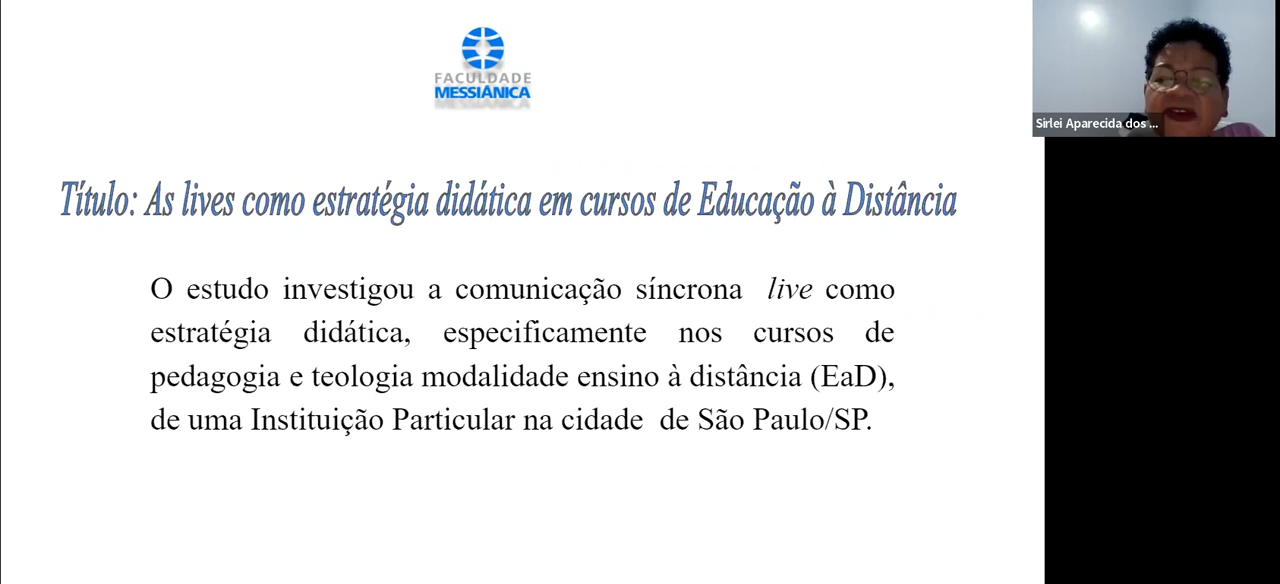 FACULDADE
MESSIÂNICA
Sirlei Aparecida dos ...
Título: As lives como estratégia didática em cursos de Educação à Distância
O estudo investigou a comunicação síncrona live como
estratégia didática, especificamente nos cursos de
pedagogia e teologia modalidade ensino à distância (EaD),
de uma Instituição Particular na cidade de São Paulo/SP.